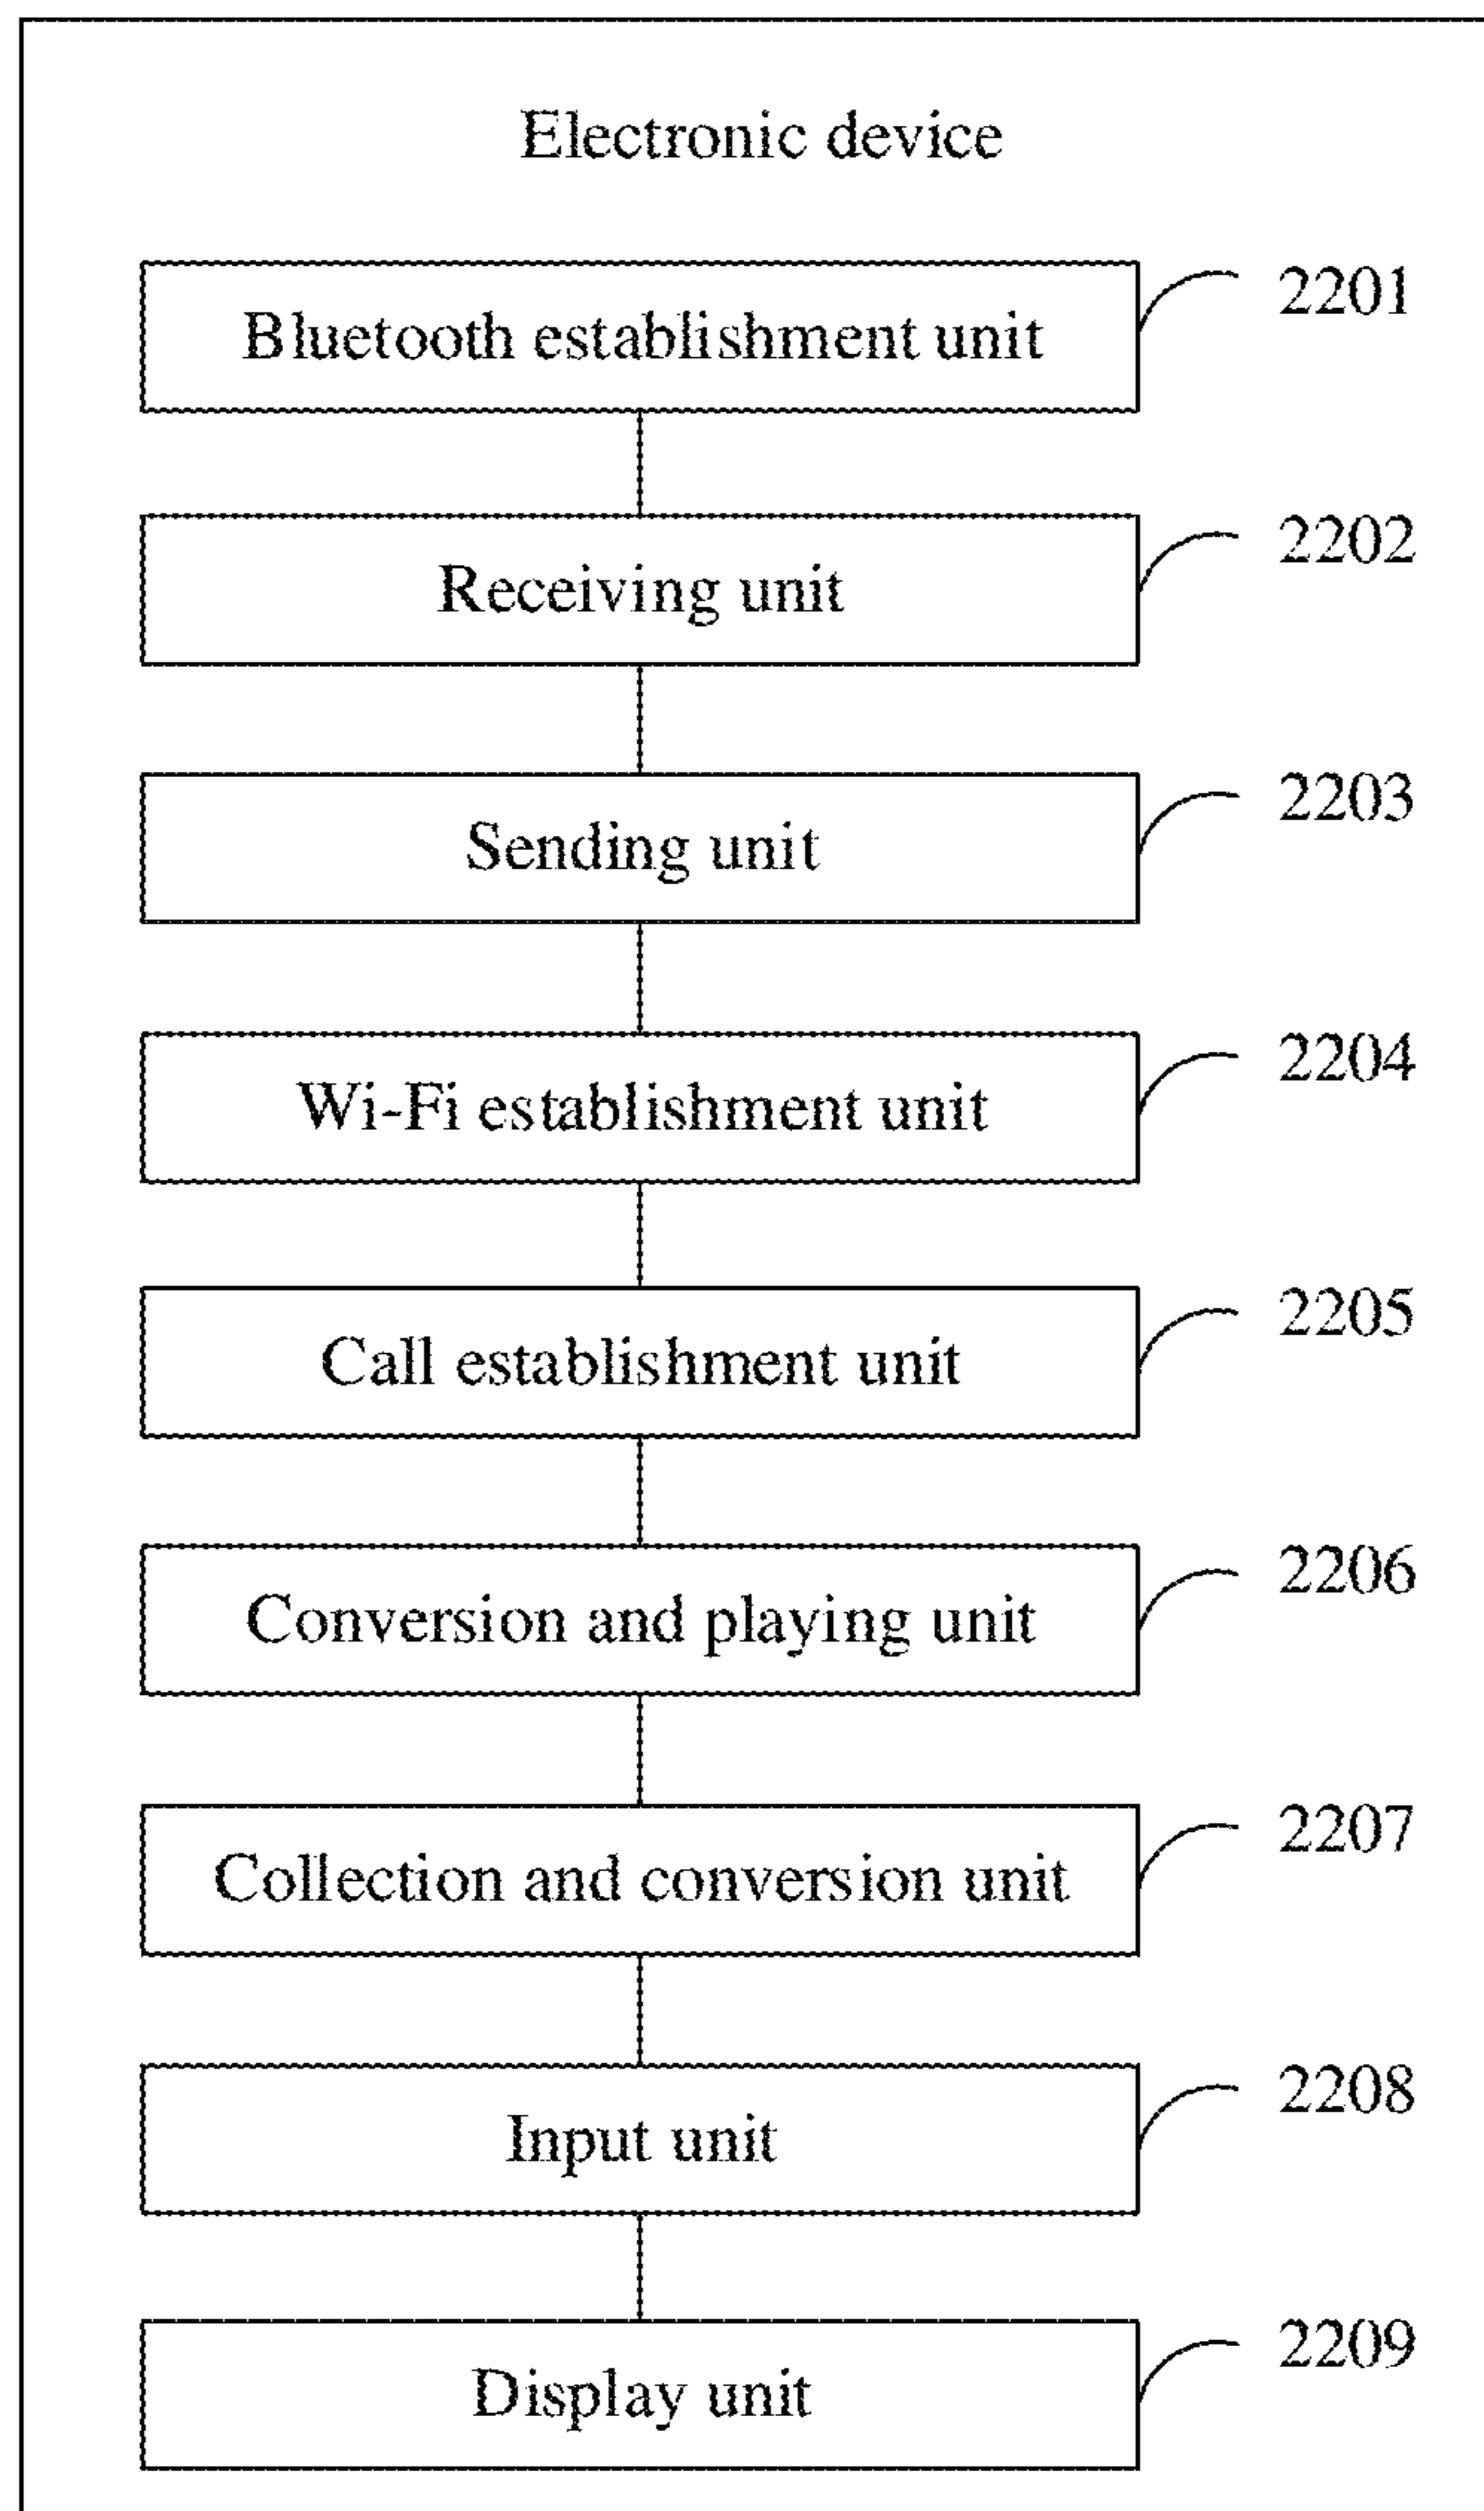 Electronic device
Bluetooth establishment unit 2201
Receiving unit 2202
Sending unit 2203
Wi-Fi establishment unit 2204
Call establishment unit 2205
Conversion and playing unit 2206
Collection and conversion unit 2207
Input unit 2208
Display unit 2209